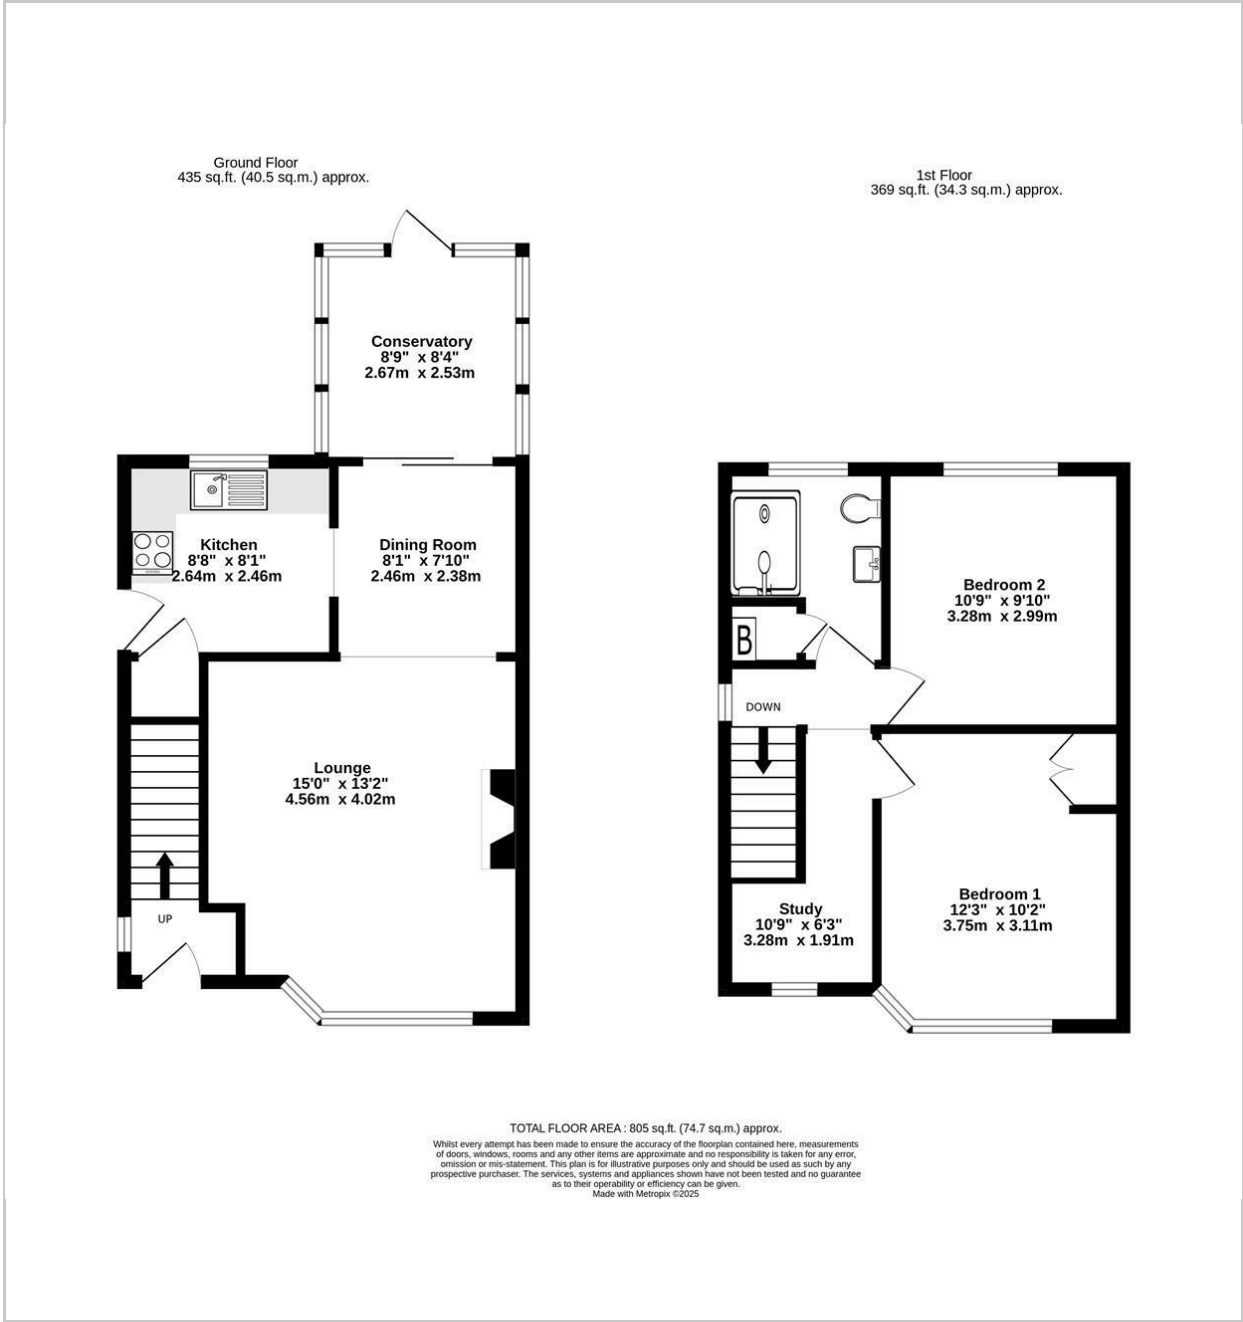 Ground Floor
435 sq.ft. (40.5 sq.m.) approx.
1st Floor
369 sq.ft. (34.3 sq.m.) approx.
Conservatory
8'9" x 8'4"
2.67m x 2.53m
Kitchen
8'8" x 8'1"
2.64m x 2.46m
Dining Room
8'1" x 7'10"
2.46m x 2.38m
Lounge
15'0" x 13'2"
4.56m x 4.02m
UP
B
DOWN
Bedroom 2
10'9" x 9'10"
3.28m x 2.99m
Study
10'9" x 6'3"
3.28m x 1.91m
Bedroom 1
12'3" x 10'2"
3.75m x 3.11m
TOTAL FLOOR AREA : 805 sq.ft. (74.7 sq.m.) approx.
Whilst every attempt has been made to ensure the accuracy of the floorplan contained here, measurements
of doors, windows, rooms and any other items are approximate and no responsibility is taken for any error,
omission or mis-statement. This plan is for illustrative purposes only and should be used as such by any
prospective purchaser. The services, systems and appliances shown have not been tested and no guarantee
as to their operability or efficiency can be given.
Made with Metropix ©2025